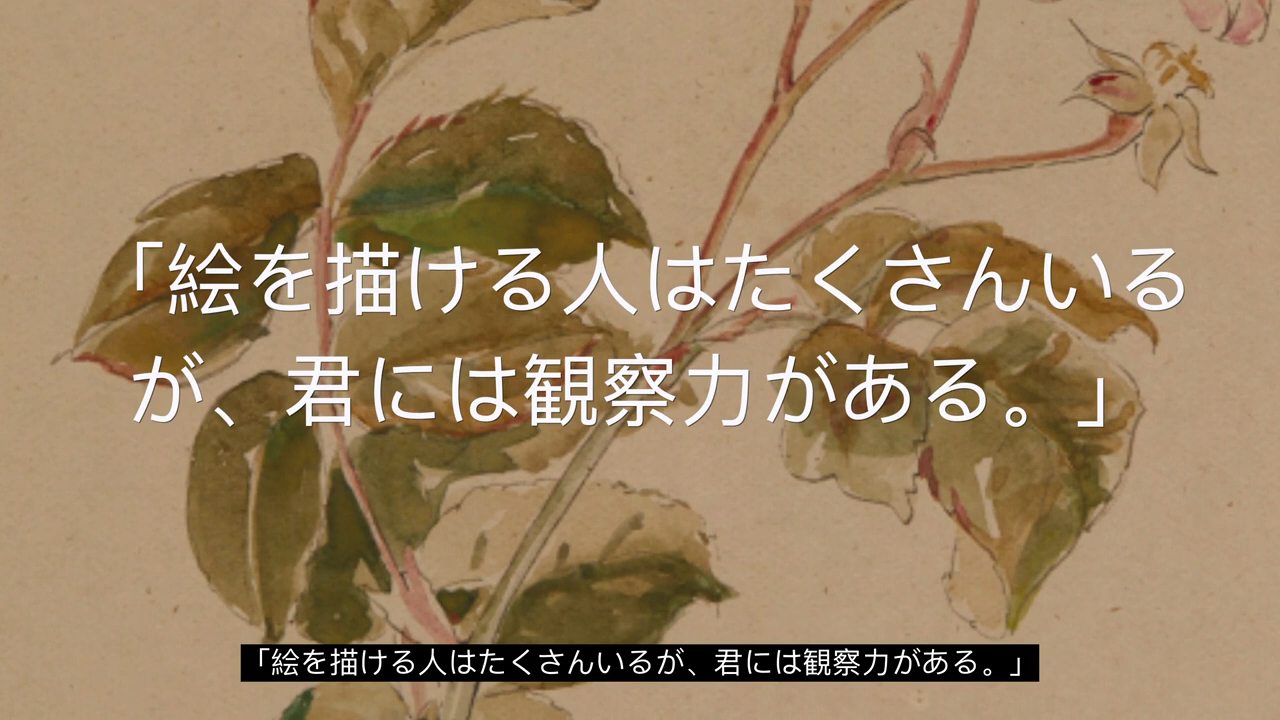 「絵を描ける人はたくさんいる
が、君には観察力がある。」
「絵を描ける人はたくさんいるが、君には観察力がある。」